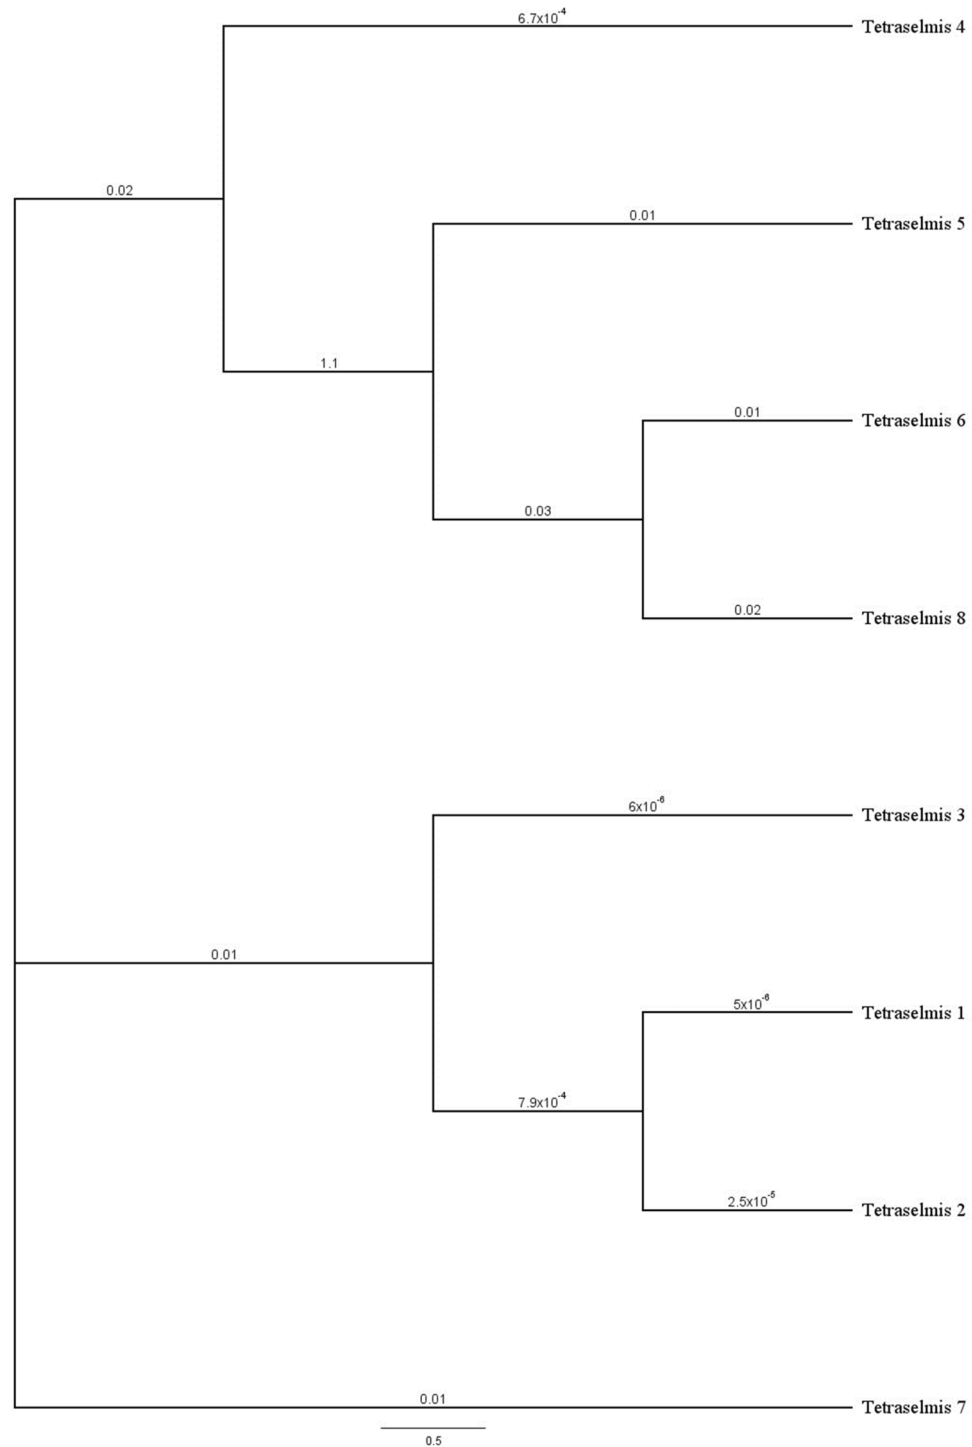 6.7x10⁻⁴
Tetraselmis 4
0.02
0.01
Tetraselmis 5
1.1
0.01
Tetraselmis 6
0.03
0.02
Tetraselmis 8
6x10⁻⁶
Tetraselmis 3
0.01
5x10⁻⁶
Tetraselmis 1
7.9x10⁻⁴
2.5x10⁻⁵
Tetraselmis 2
0.01
Tetraselmis 7
0.5